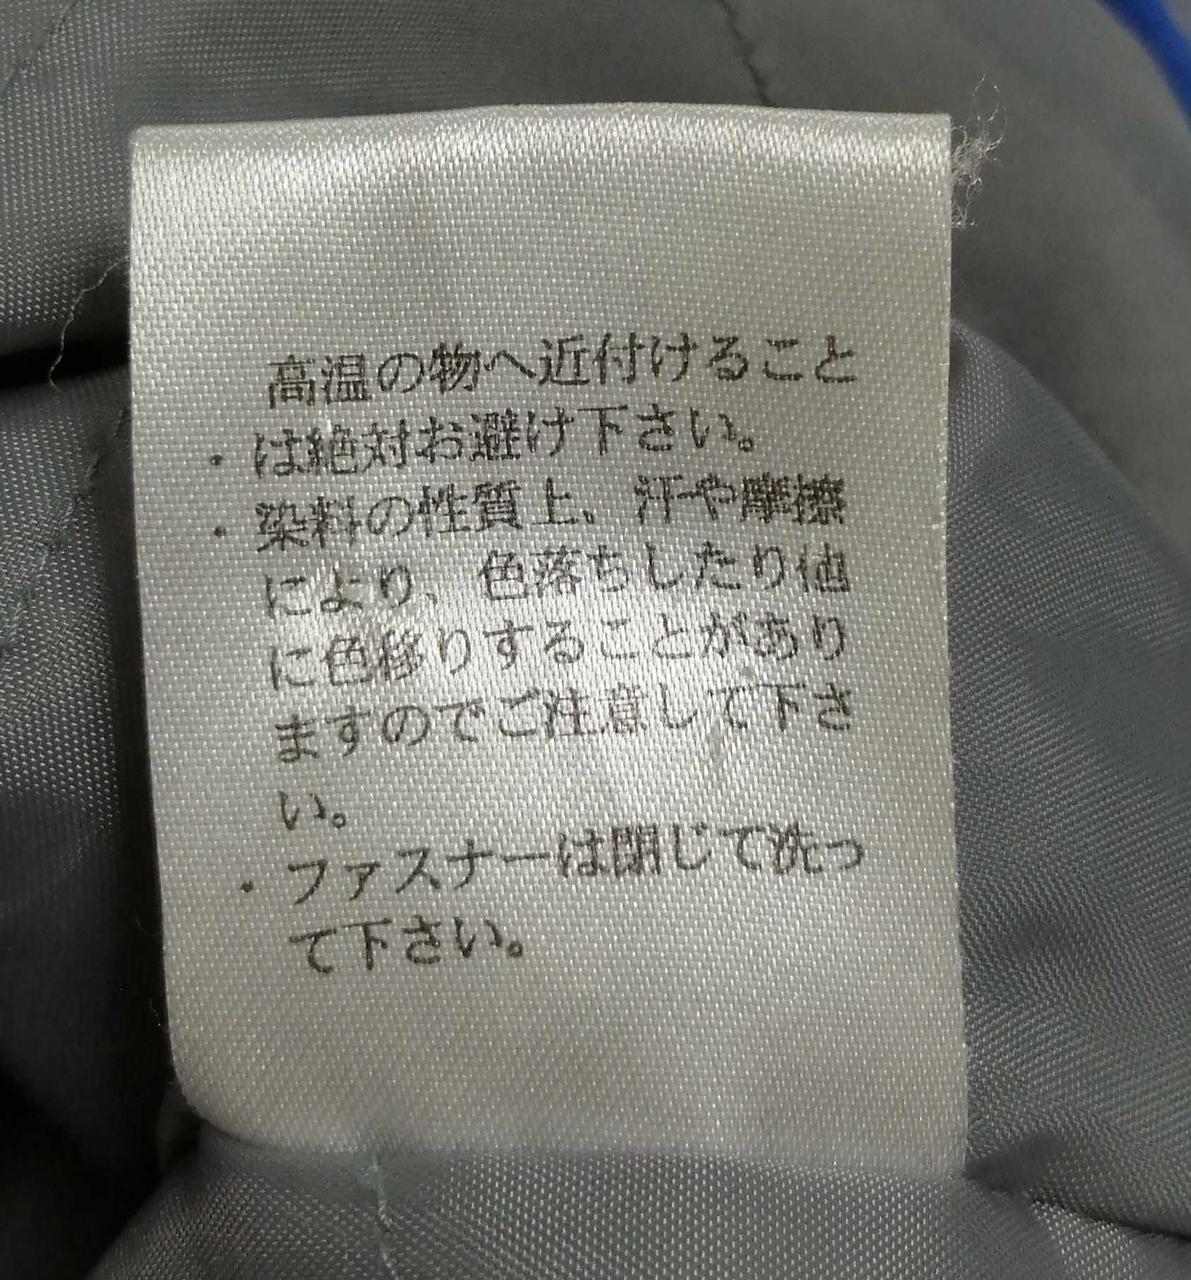 高温の物へ近付けること
・は絶対お避け下さい。
・染料の性質上、汗や摩擦
により、色落ちしたり他
に色移りすることがあり
ますのでご注意して下さ
い。
・ファスナーは閉じて洗っ
て下さい。